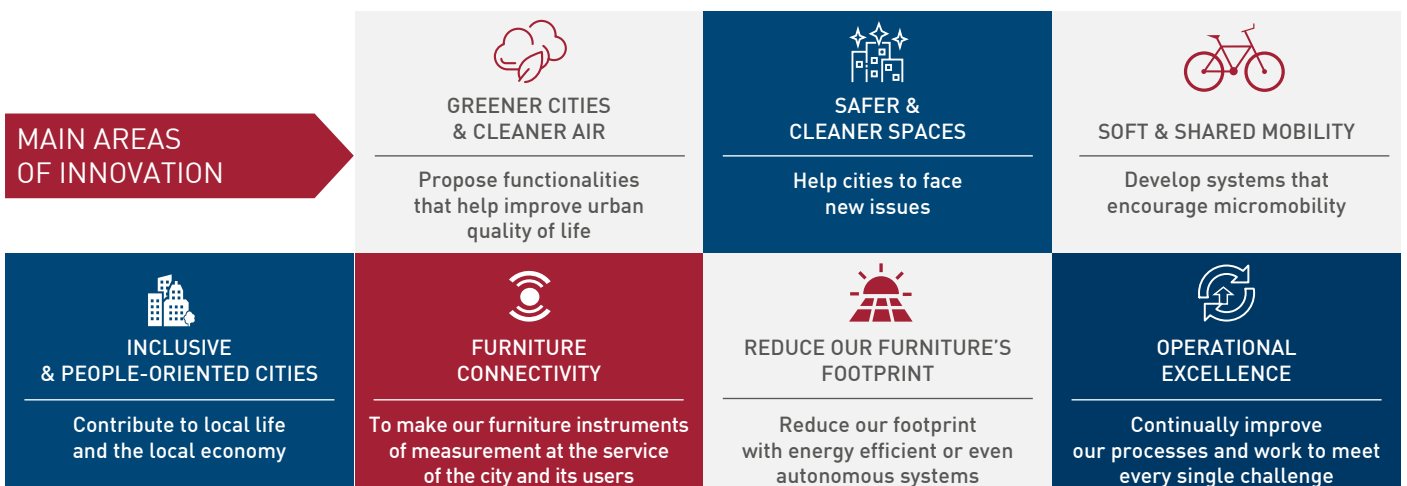 MAIN AREAS
OF INNOVATION
GREENER CITIES
& CLEANER AIR
Propose functionalities
that help improve urban
quality of life
SAFER &
CLEANER SPACES
Help cities to face
new issues
SOFT & SHARED MOBILITY
Develop systems that
encourage micromobility
INCLUSIVE
& PEOPLE-ORIENTED CITIES
Contribute to local life
and the local economy
FURNITURE
CONNECTIVITY
To make our furniture instruments
of measurement at the service
of the city and its users
REDUCE OUR FURNITURE’S
FOOTPRINT
Reduce our footprint
with energy efficient or even
autonomous systems
OPERATIONAL
EXCELLENCE
Continually improve
our processes and work to meet
every single challenge